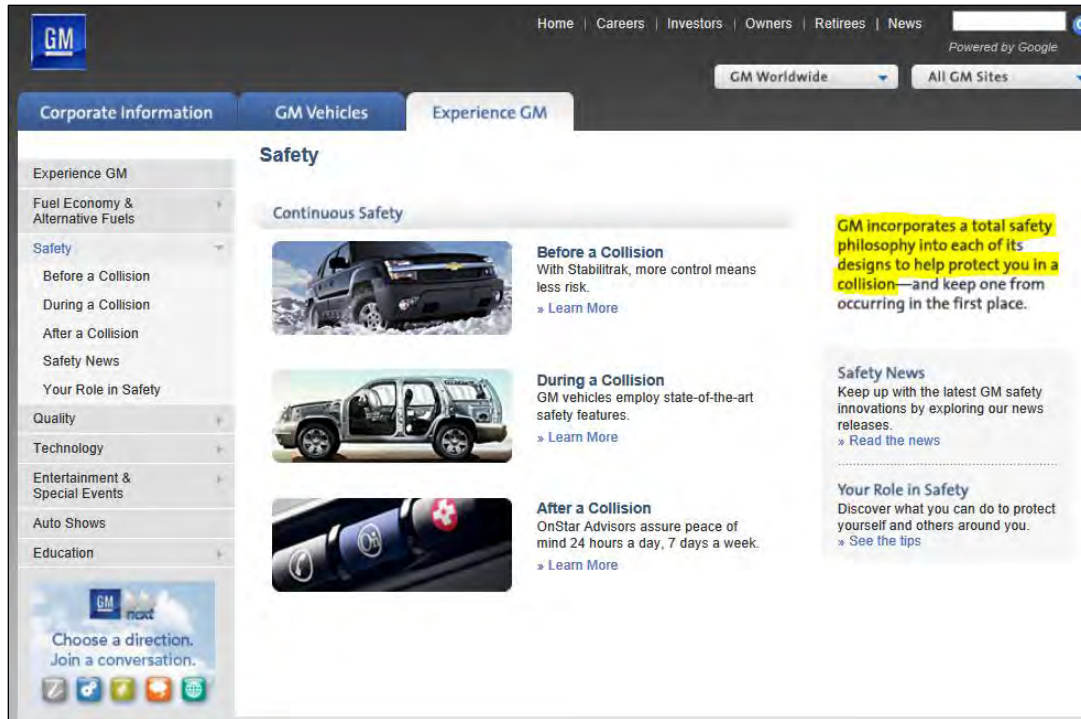 GM
Home | Careers | Investors | Owners | Retirees | News
Powered by Google
GM Worldwide
All GM Sites
Corporate Information
GM Vehicles
Experience GM
Safety
Experience GM
Fuel Economy &
Alternative Fuels
Safety
Before a Collision
During a Collision
After a Collision
Safety News
Your Role in Safety
Quality
Technology
Entertainment &
Special Events
Auto Shows
Education
GM
next
Choose a direction.
Join a conversation.
Continuous Safety
Before a Collision
With Stabilitrak, more control means
less risk.
» Learn More
During a Collision
GM vehicles employ state-of-the-art
safety features.
» Learn More
After a Collision
OnStar Advisors assure peace of
mind 24 hours a day, 7 days a week.
» Learn More
GM incorporates a total safety
philosophy into each of its
designs to help protect you in a
collision—and keep one from
occurring in the first place.
Safety News
Keep up with the latest GM safety
innovations by exploring our news
releases.
» Read the news
Your Role in Safety
Discover what you can do to protect
yourself and others around you.
» See the tips